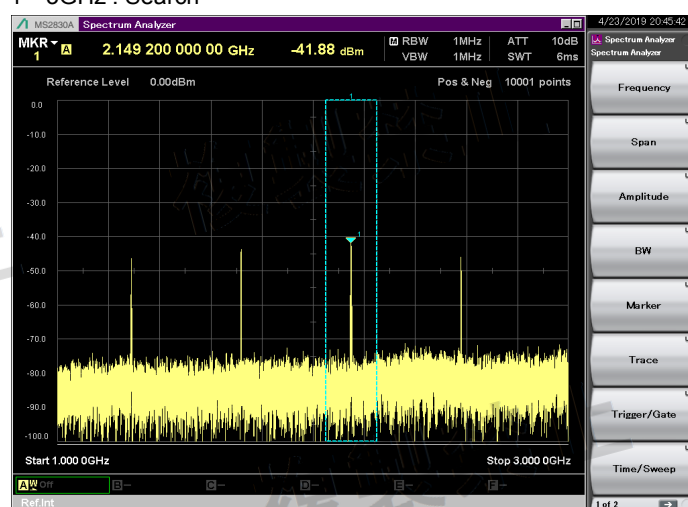 MS2830A Spectrum Analyzer
4/23/2019 20:45:42
MKR A 2.149 200 000 00 GHz -41.88 dBm
1
M RBW 1MHz ATT 10dB
VBW 1MHz SWT 6ms
Spectrum Analyzer
Spectrum Analyzer
Reference Level 0.00dBm Pos & Neg 10001 points
1
0.0
-10.0
-20.0
-30.0
-40.0
1
-50.0
-60.0
-70.0
-80.0
-90.0
-100.0
Start 1.000 0GHz Stop 3.000 0GHz
A W Off B - C - D - E - F -
Ref.Int
Frequency
Span
Amplitude
BW
Marker
Trace
Trigger/Gate
Time/Sweep
1 of 2